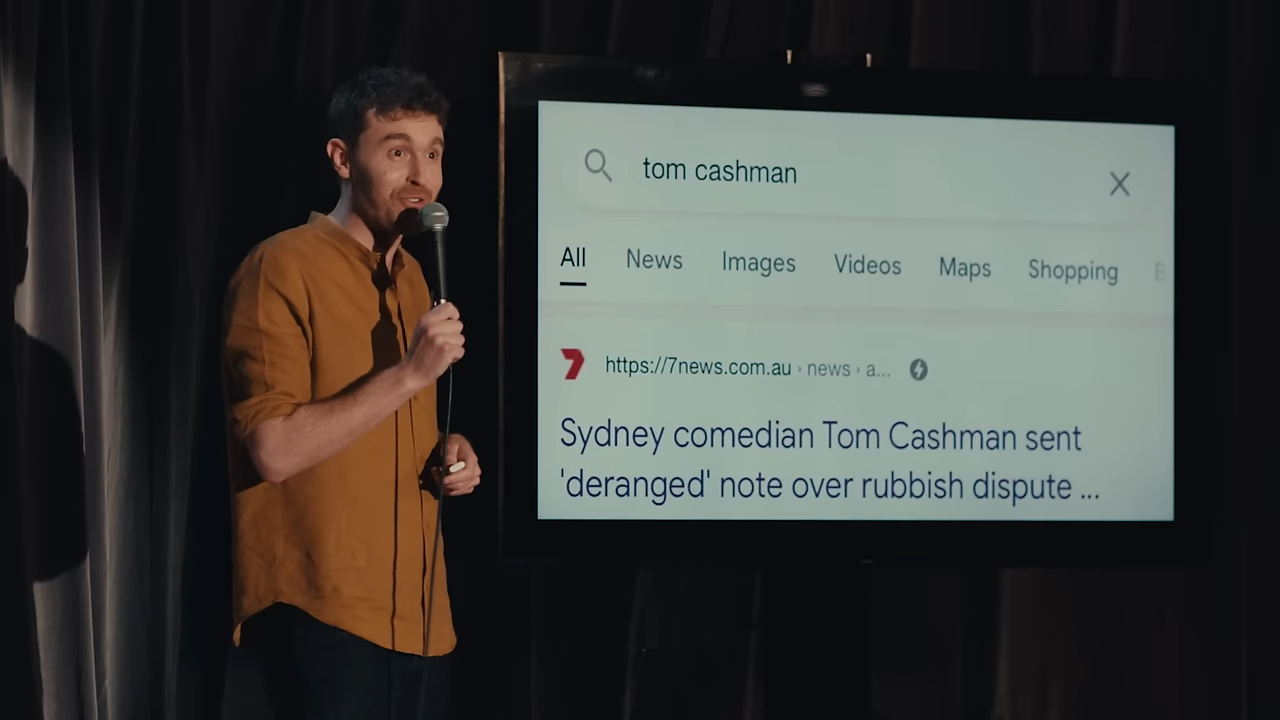 tom cashman
All News Images Videos Maps Shopping
https://7news.com.au › news › a...
Sydney comedian Tom Cashman sent
'deranged' note over rubbish dispute ...